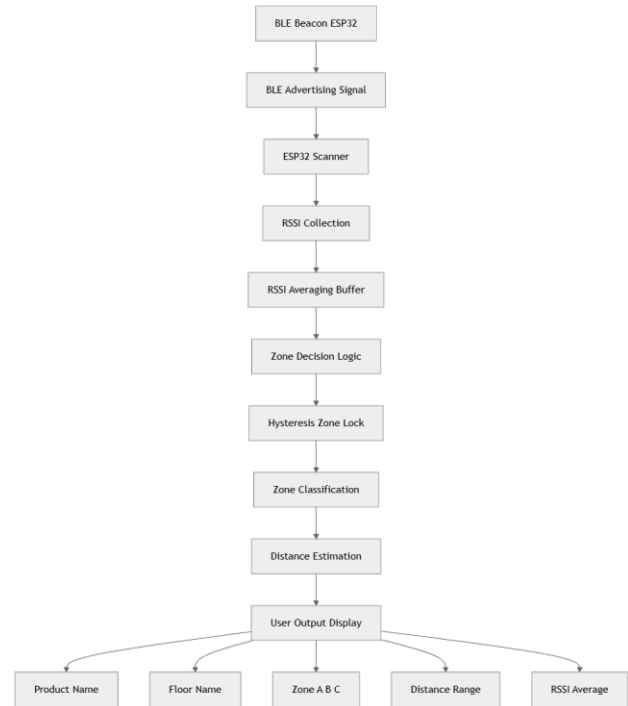 BLE Beacon ESP32
BLE Advertising Signal
ESP32 Scanner
RSSI Collection
RSSI Averaging Buffer
Zone Decision Logic
Hysteresis Zone Lock
Zone Classification
Distance Estimation
User Output Display
Product Name
Floor Name
Zone A B C
Distance Range
RSSI Average